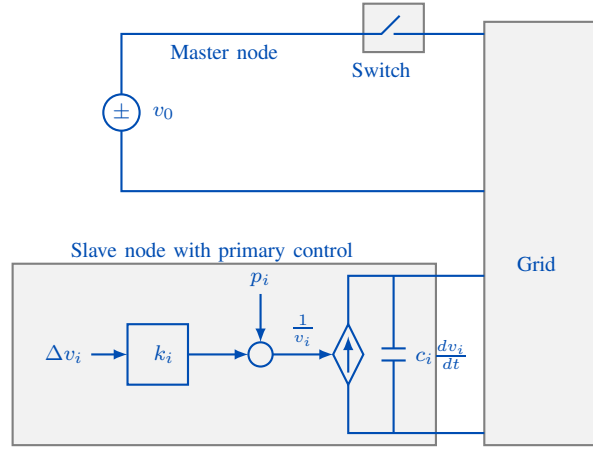 Master node
Switch
± v₀
Slave node with primary control
Grid
pᵢ
1/vᵢ
Δvᵢ
kᵢ
cᵢ dvᵢ/dt